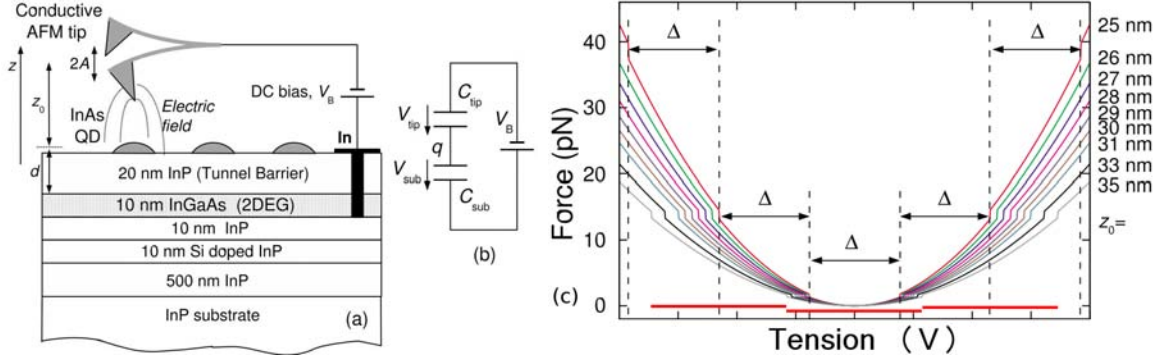 Conductive
AFM tip
z
2A
z0
InAs
QD
Electric
field
DC bias, VB
In
d
20 nm InP (Tunnel Barrier)
10 nm InGaAs (2DEG)
10 nm InP
10 nm Si doped InP
500 nm InP
InP substrate
(a)
Ctip
Vtip
q
VB
Vsub
Csub
(b)
Force (pN)
40
30
20
10
0
Δ
Δ
Δ
Δ
Δ
(c)
Tension (V)
25 nm
26 nm
27 nm
28 nm
29 nm
30 nm
31 nm
33 nm
35 nm
z0=